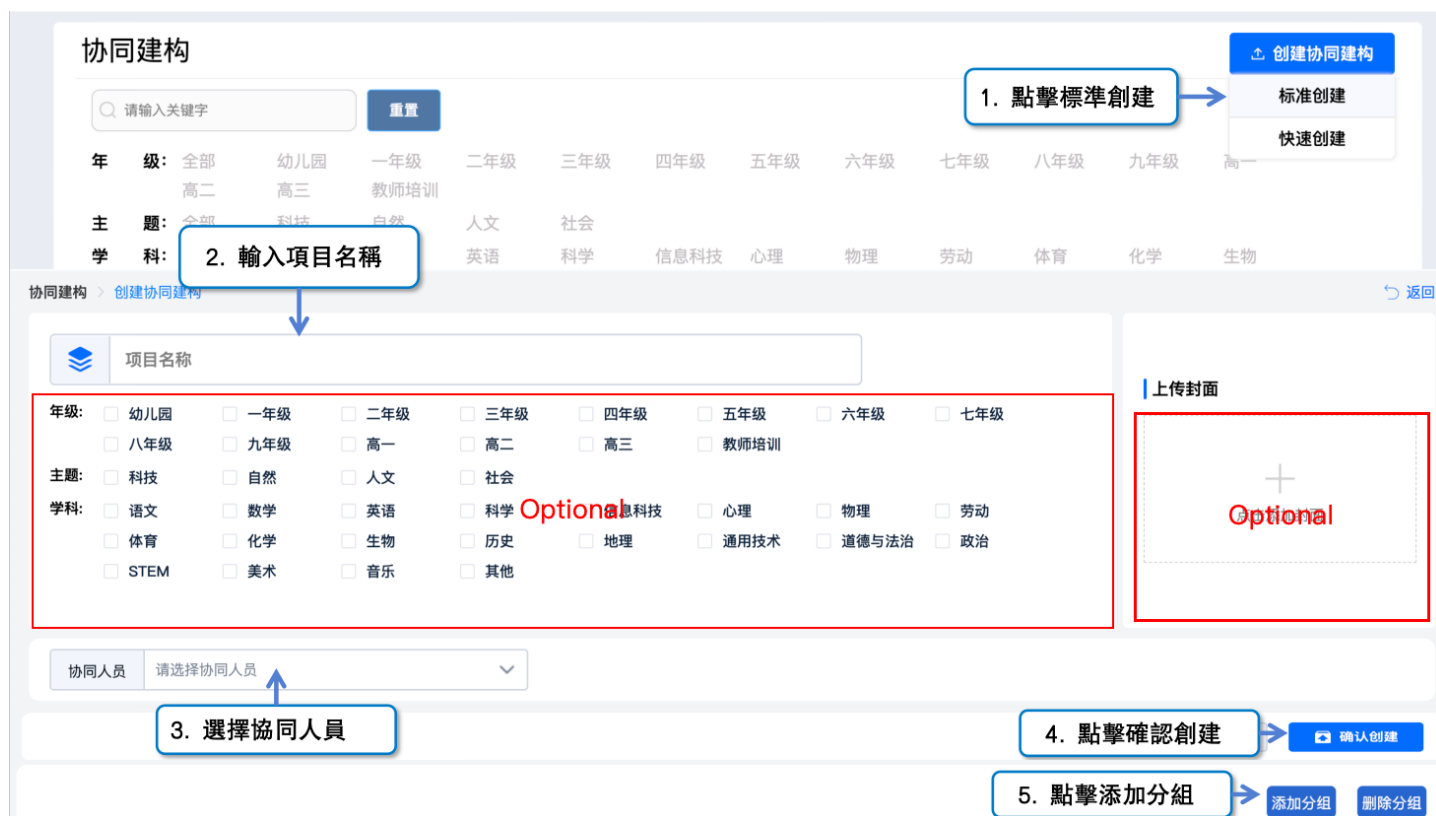 协同建构
创建协同建构
1. 點擊標準創建
标准创建
快速创建
请输入关键字
重置
年 级: 全部 幼儿园 一年级 二年级 三年级 四年级 五年级 六年级 七年级 八年级 九年级 高一
高二 高三 教师培训
主 题: 全部 科技 自然 人文 社会
学 科: 英语 科学 信息科技 心理 物理 劳动 体育 化学 生物
2. 輸入項目名稱
协同建构 > 创建协同建构
返回
项目名称
上传封面
年级: 幼儿园 一年级 二年级 三年级 四年级 五年级 六年级 七年级
八年级 九年级 高一 高二 高三 教师培训
主题: 科技 自然 人文 社会
学科: 语文 数学 英语 科学 信息科技 心理 物理 劳动
体育 化学 生物 历史 地理 通用技术 道德与法治 政治
STEM 美术 音乐 其他
Optional
点击添加封面
Optional
协同人员 请选择协同人员
3. 選擇協同人員
4. 點擊確認創建
确认创建
5. 點擊添加分組
添加分组
删除分组